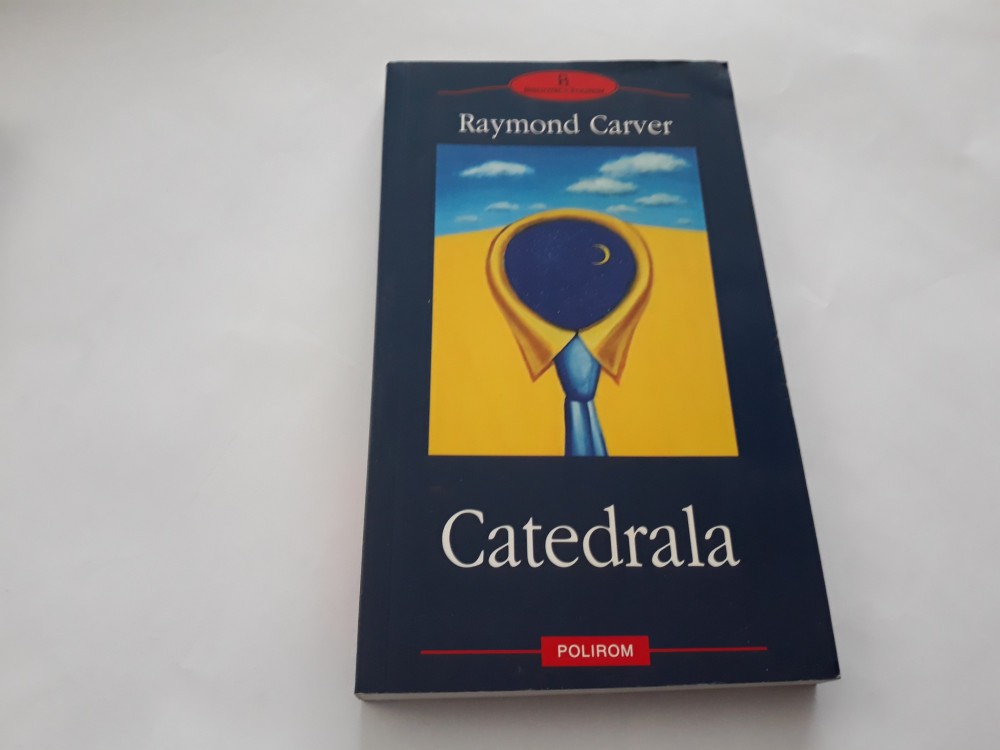 Raymond Carver
Catedrala
POLIROM